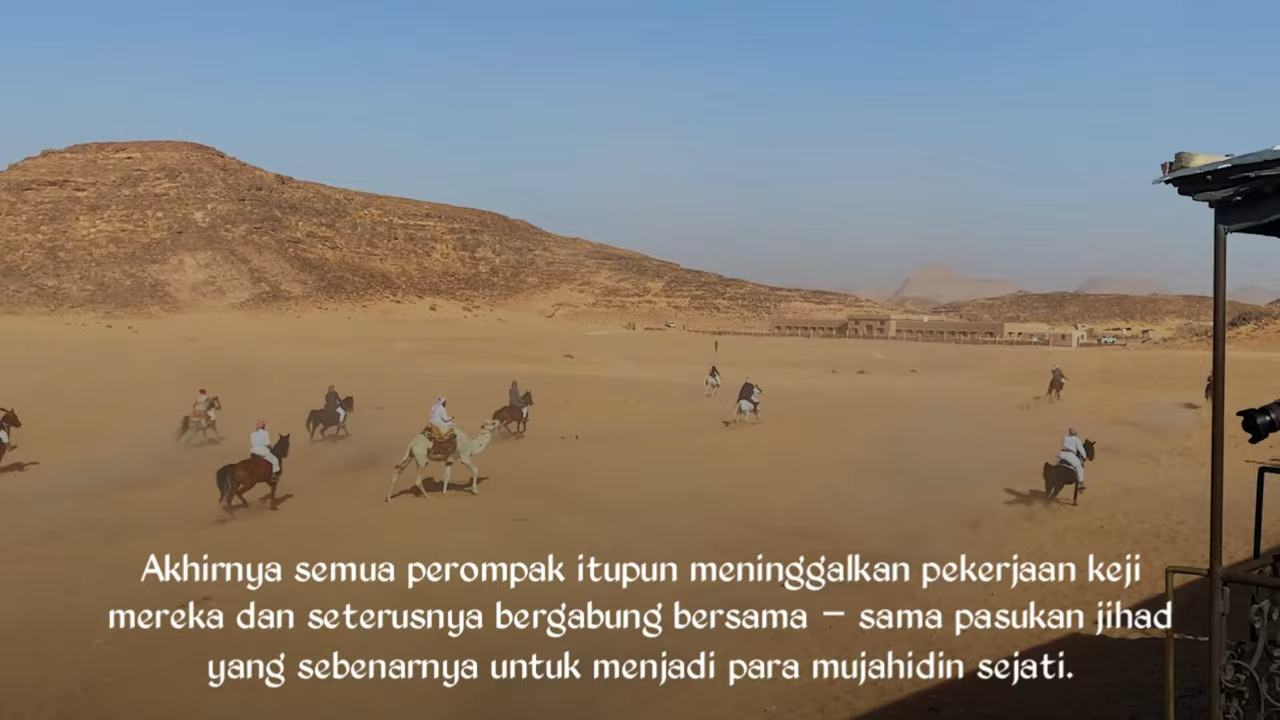 Akhirnya semua perompak itupun meninggalkan pekerjaan keji
mereka dan seterusnya bergabung bersama – sama pasukan jihad
yang sebenarnya untuk menjadi para mujahidin sejati.